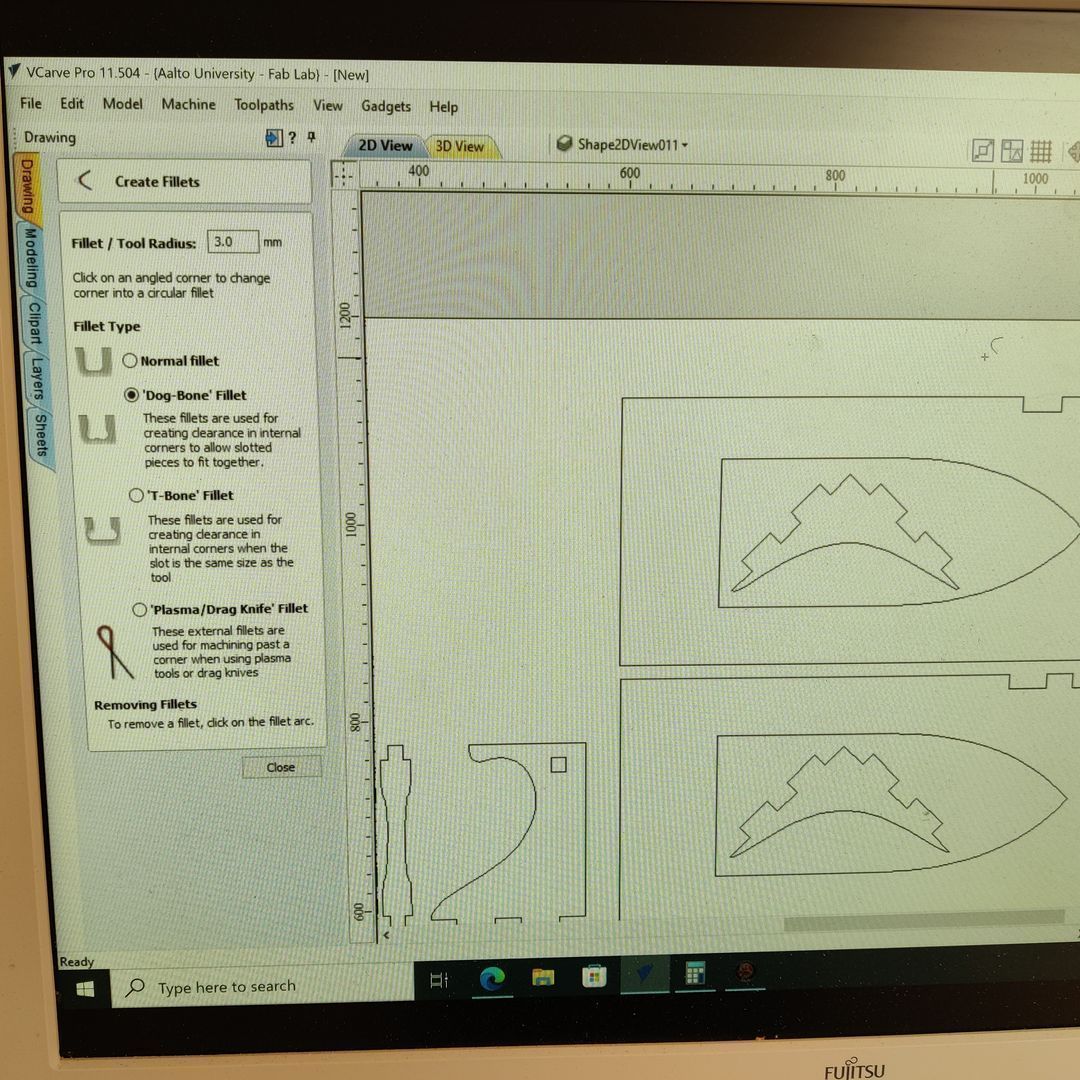 VCarve Pro 11.504 - {Aalto University - Fab Lab} - [New]
File Edit Model Machine Toolpaths View Gadgets Help
Drawing ?
2D View 3D View Shape2DView011
Drawing
Modeling
Clipart
Layers
Sheets
Create Fillets
400 600 800 1000
Fillet / Tool Radius: 3.0 mm
Click on an angled corner to change
corner into a circular fillet
Fillet Type
Normal fillet
'Dog-Bone' Fillet
These fillets are used for
creating clearance in internal
corners to allow slotted
pieces to fit together.
'T-Bone' Fillet
These fillets are used for
creating clearance in
internal corners when the
slot is the same size as the
tool
'Plasma/Drag Knife' Fillet
These external fillets are
used for machining past a
corner when using plasma
tools or drag knives
Removing Fillets
To remove a fillet, click on the fillet arc.
Close
1200
1000
800
600
Ready
Type here to search
FUJITSU